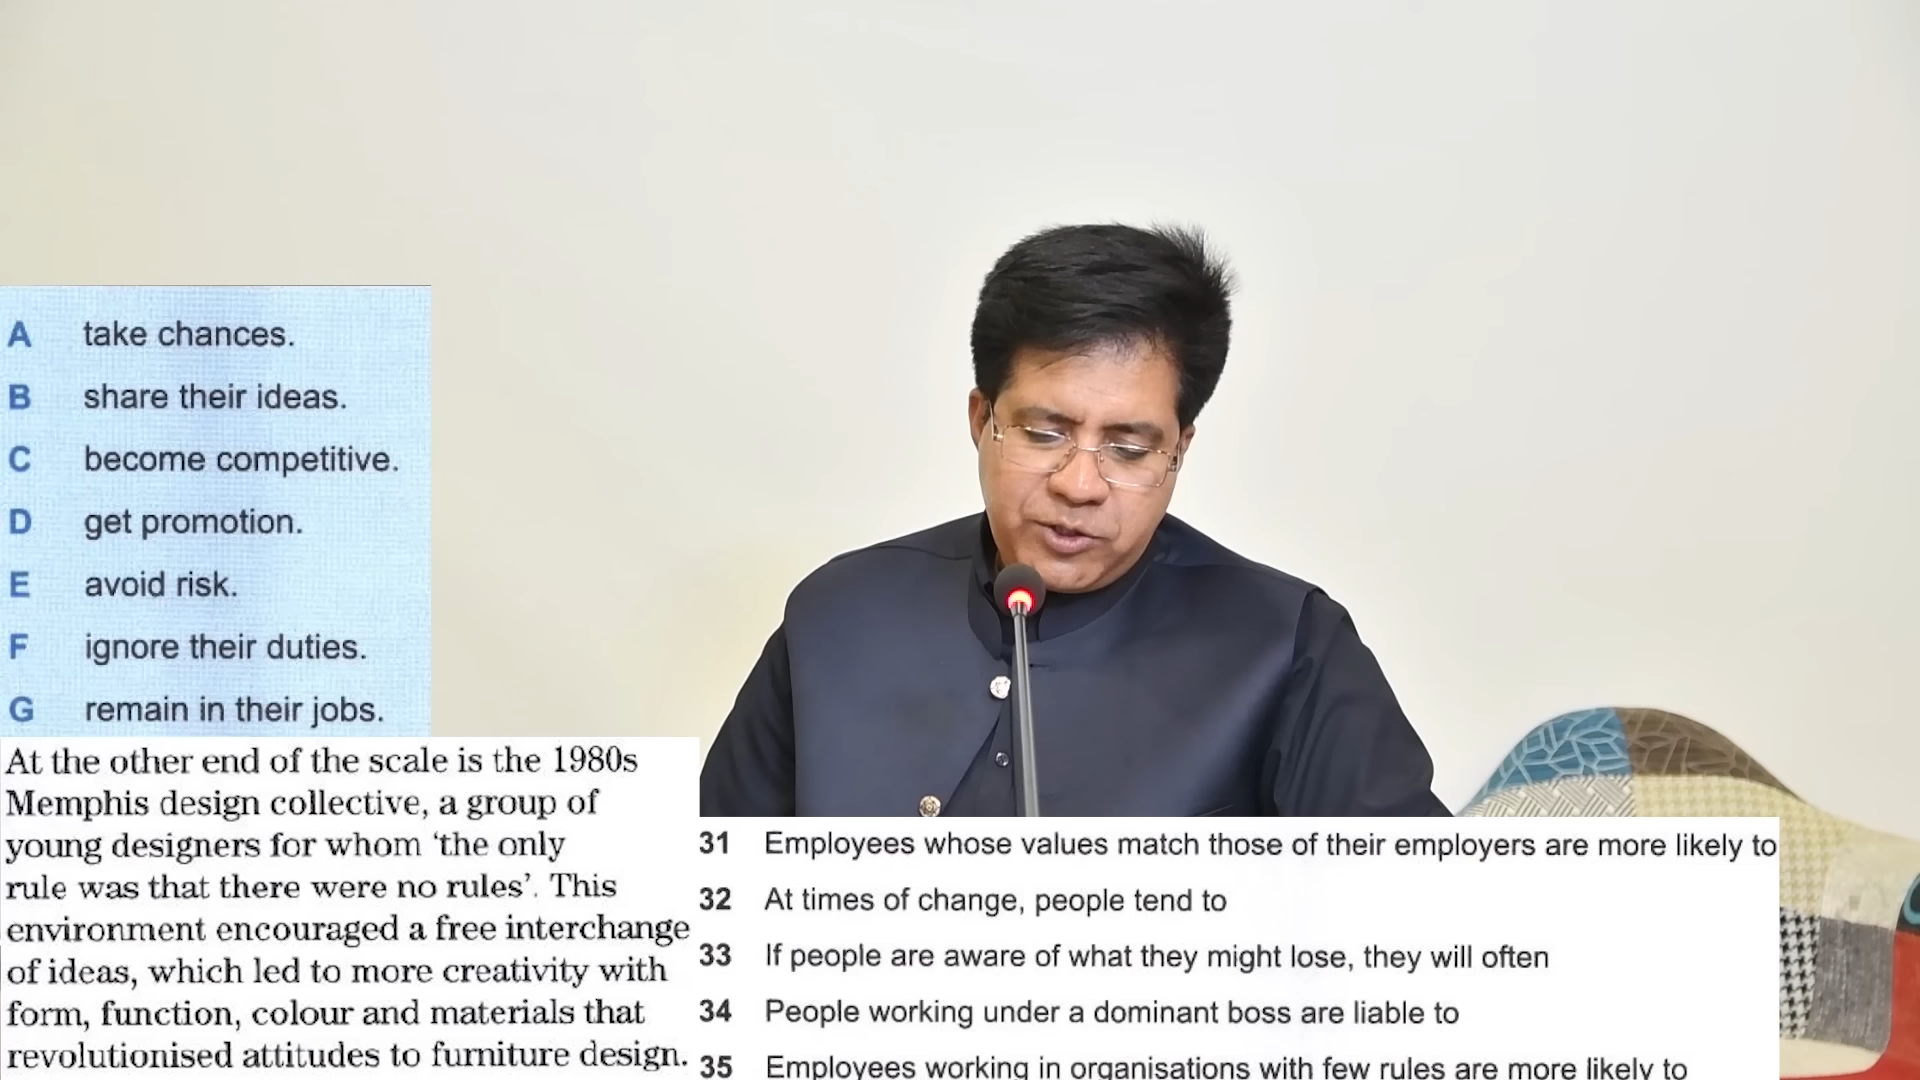 A take chances.
B share their ideas.
C become competitive.
D get promotion.
E avoid risk.
F ignore their duties.
G remain in their jobs.
At the other end of the scale is the 1980s
Memphis design collective, a group of
young designers for whom ‘the only
rule was that there were no rules’. This
environment encouraged a free interchange
of ideas, which led to more creativity with
form, function, colour and materials that
revolutionised attitudes to furniture design.
31 Employees whose values match those of their employers are more likely to
32 At times of change, people tend to
33 If people are aware of what they might lose, they will often
34 People working under a dominant boss are liable to
35 Employees working in organisations with few rules are more likely to